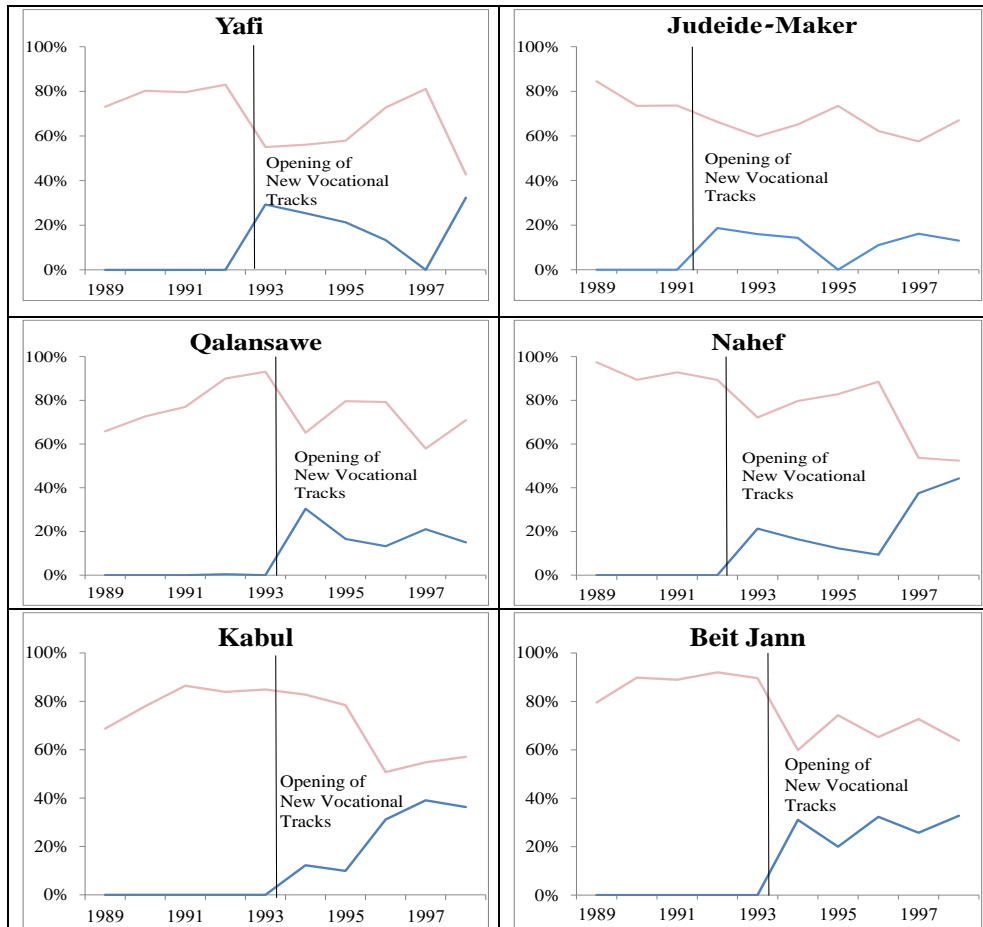 Yafi
100%
80%
60%
40%
20%
0%
Opening of
New Vocational
Tracks
1989 1991 1993 1995 1997
Judeide-Maker
100%
80%
60%
40%
20%
0%
Opening of
New Vocational
Tracks
1989 1991 1993 1995 1997
Qalansawe
100%
80%
60%
40%
20%
0%
Opening of
New Vocational
Tracks
1989 1991 1993 1995 1997
Nahef
100%
80%
60%
40%
20%
0%
Opening of
New Vocational
Tracks
1989 1991 1993 1995 1997
Kabul
100%
80%
60%
40%
20%
0%
Opening of
New Vocational
Tracks
1989 1991 1993 1995 1997
Beit Jann
100%
80%
60%
40%
20%
0%
Opening of
New Vocational
Tracks
1989 1991 1993 1995 1997